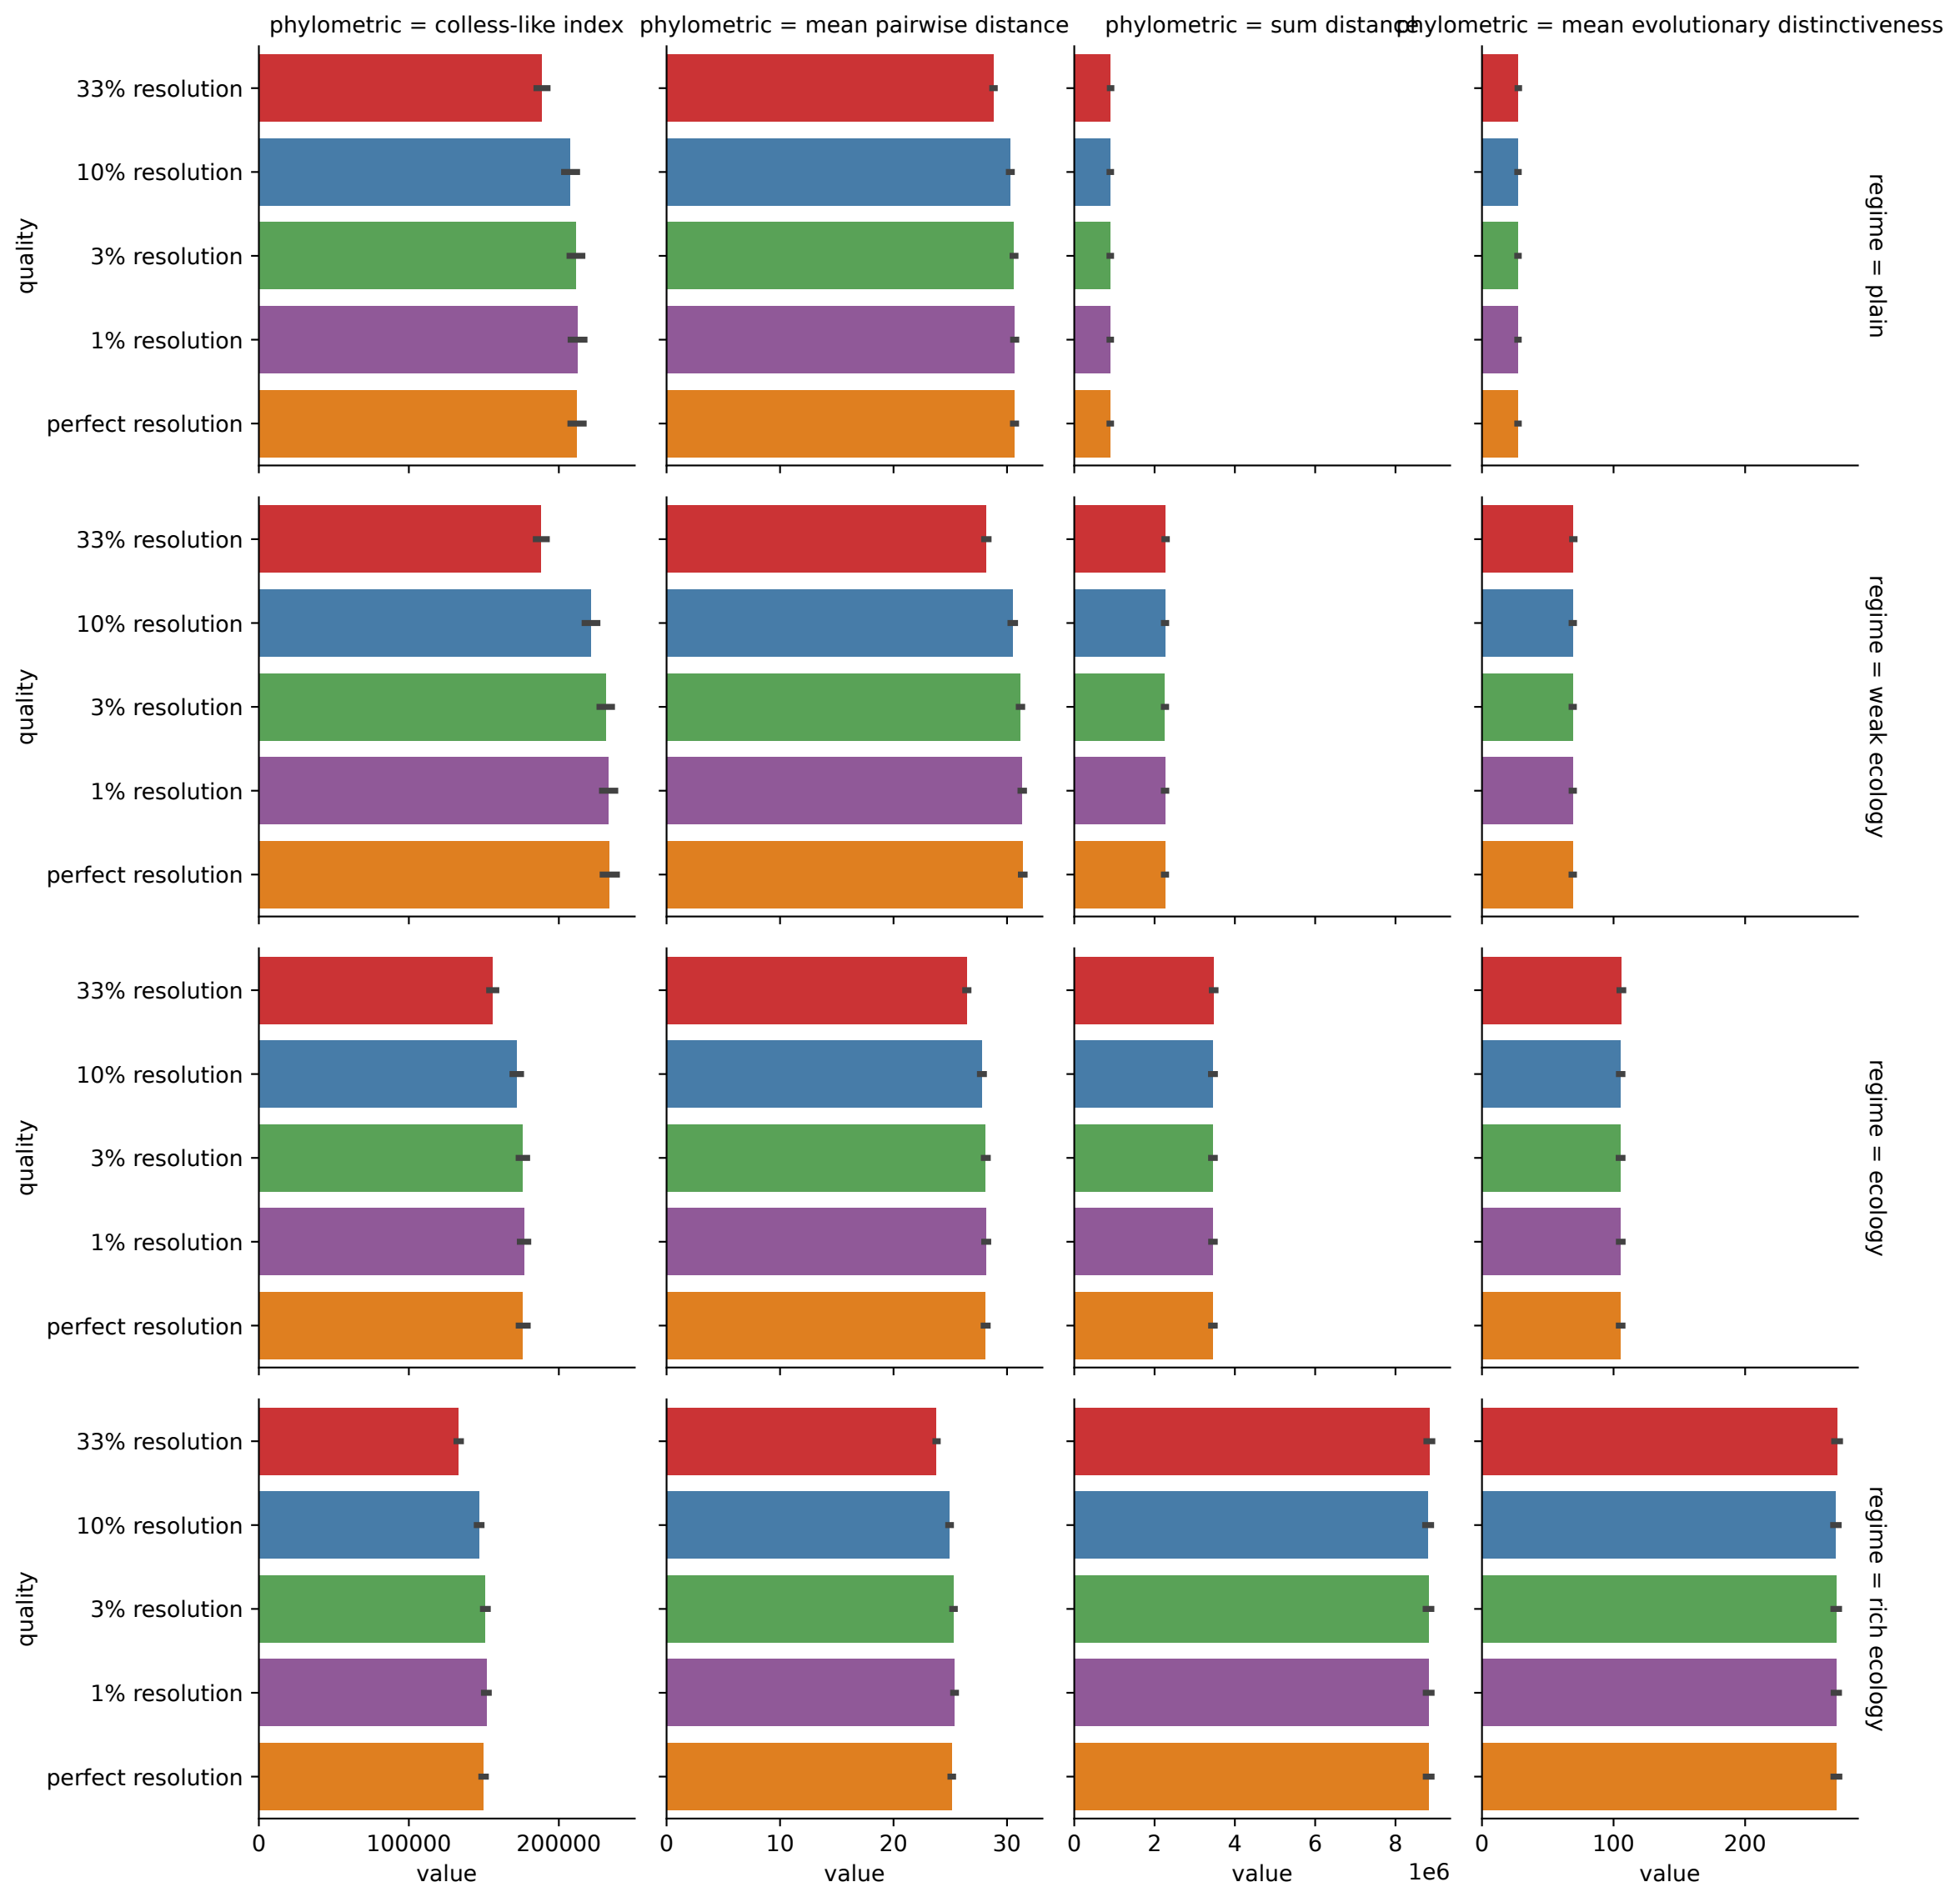 phylometric = colless-like index
phylometric = mean pairwise distance
phylometric = sum distance
phylometric = mean evolutionary distinctiveness
quality
33% resolution
10% resolution
3% resolution
1% resolution
perfect resolution
regime = plain
quality
33% resolution
10% resolution
3% resolution
1% resolution
perfect resolution
regime = weak ecology
quality
33% resolution
10% resolution
3% resolution
1% resolution
perfect resolution
regime = ecology
quality
33% resolution
10% resolution
3% resolution
1% resolution
perfect resolution
regime = rich ecology
0 100000 200000
value
0 10 20 30
value
0 2 4 6 8
value
1e6
0 100 200
value